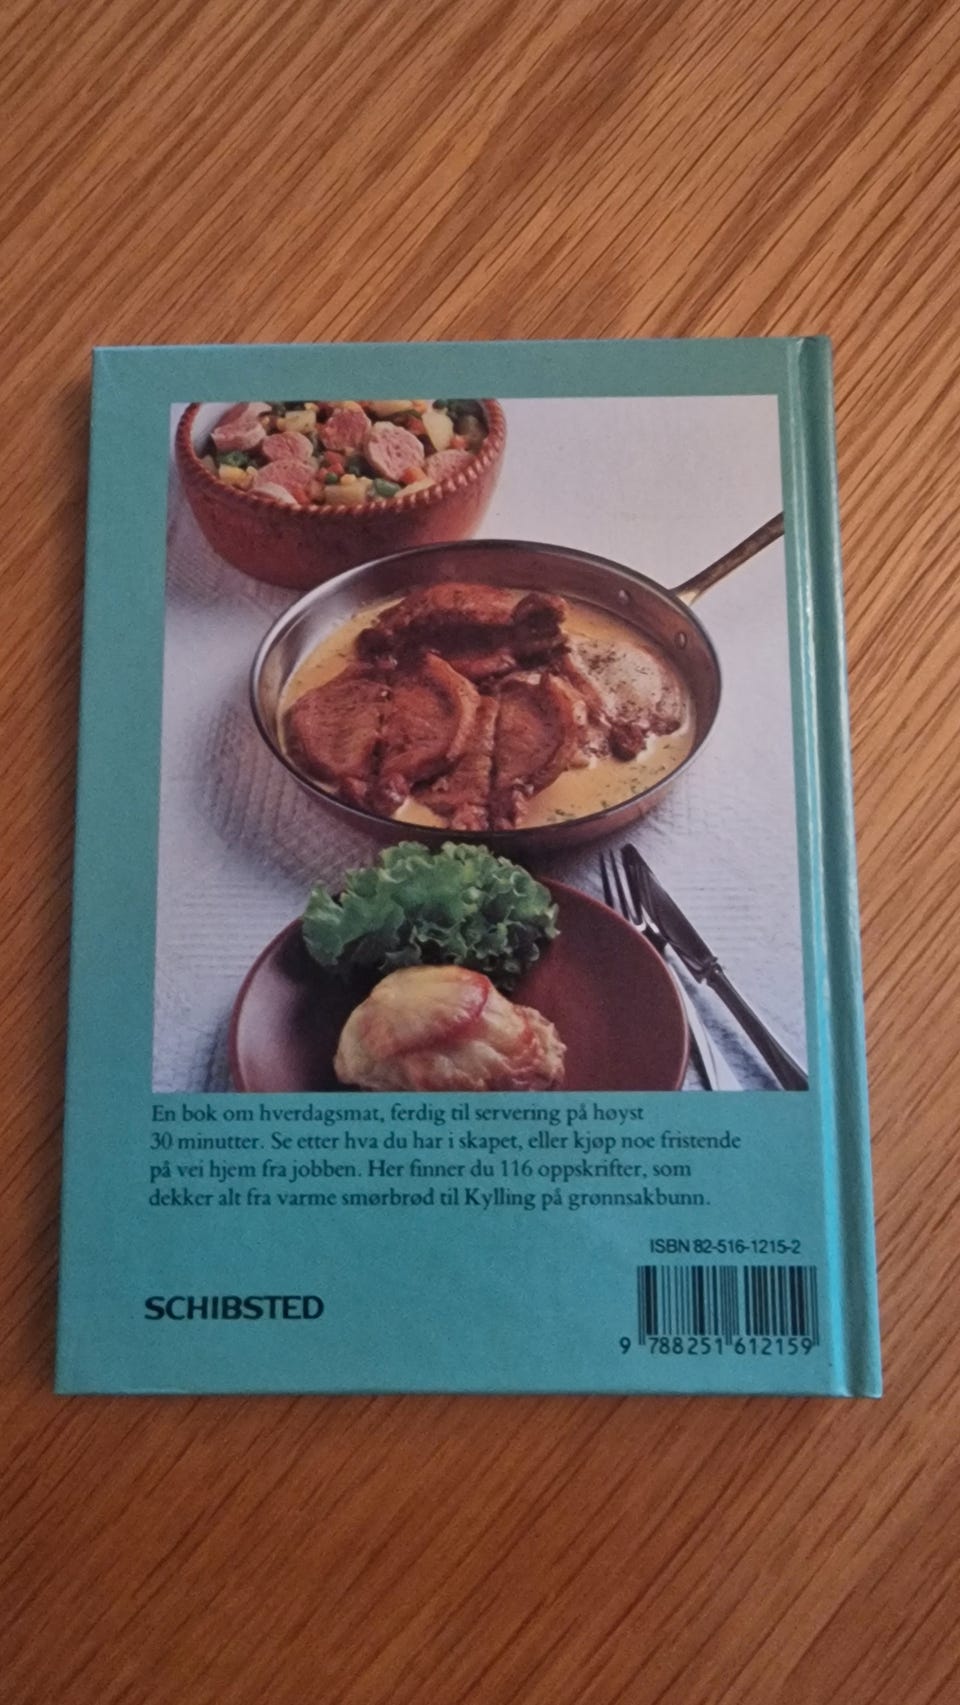 En bok om hverdagsmat, ferdig til servering på høyst
30 minutter. Se etter hva du har i skapet, eller kjøp noe fristende
på vei hjem fra jobben. Her finner du 116 oppskrifter, som
dekker alt fra varme smørbrød til Kylling på grønnsakbunn.
ISBN 82-516-1215-2
SCHIBSTED
9 788251 612159